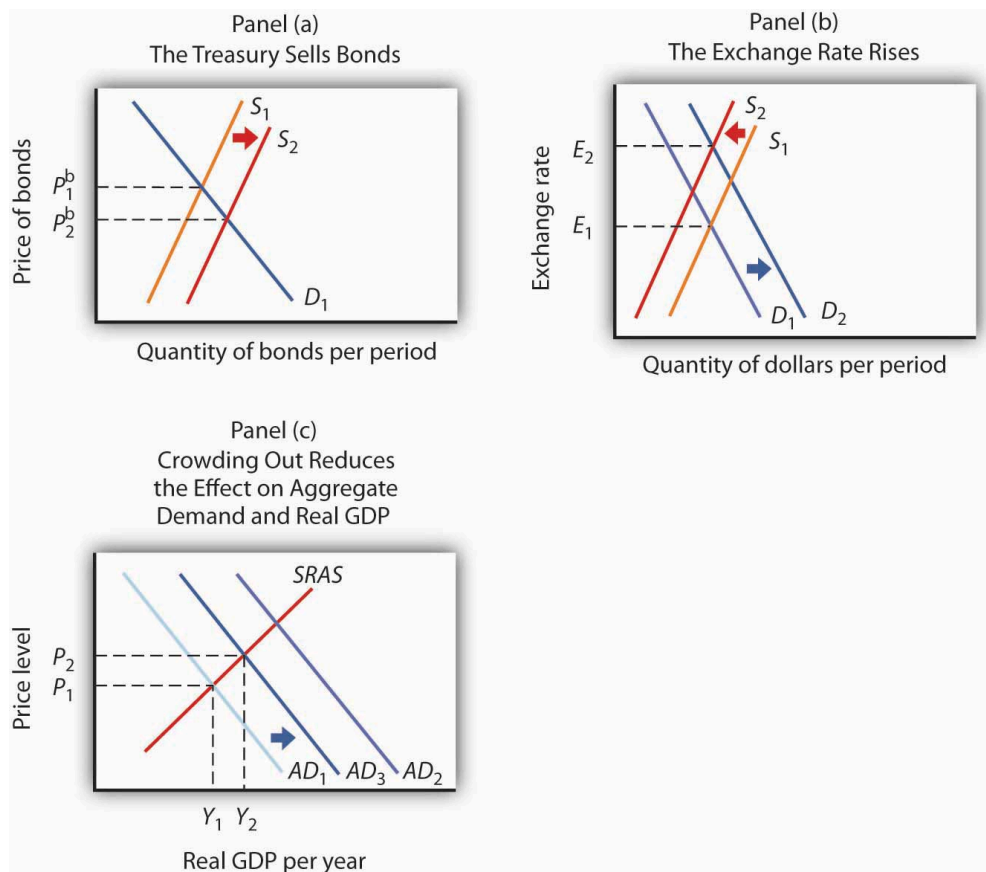 Panel (a)
The Treasury Sells Bonds
Price of bonds
P₁ᵇ
P₂ᵇ
S₁
S₂
D₁
Quantity of bonds per period
Panel (b)
The Exchange Rate Rises
Exchange rate
E₂
E₁
S₂
S₁
D₁
D₂
Quantity of dollars per period
Panel (c)
Crowding Out Reduces
the Effect on Aggregate
Demand and Real GDP
Price level
P₂
P₁
SRAS
AD₁
AD₃
AD₂
Y₁
Y₂
Real GDP per year